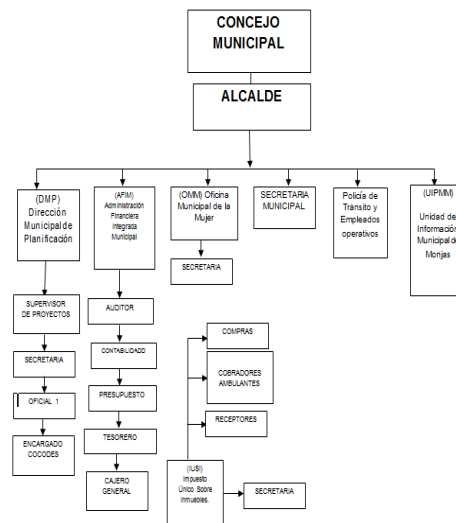 CONCEJO
MUNICIPAL
ALCALDE
(DMP)
Dirección
Municipal de
Planificación
(AFIM)
Administración
Financiera
Integrada
Municipal
(OMM) Oficina
Municipal de la
Mujer
SECRETARIA
MUNICIPAL
Policía de
Tránsito y
Empleados
operativos
(UIPMM)
Unidad de
Información
Municipal de
Monjas
SECRETARIA
SUPERVISOR
DE PROYECTOS
SECRETARIA
OFICIAL 1
ENCARGADO
COCODES
AUDITOR
CONTABILIDADD
PRESUPUESTO
TESORERO
CAJERO
GENERAL
COMPRAS
COBRADORES
AMBULANTES
RECEPTORES
(IUSI)
Impuesto
Único Sobre
Inmuebles.
SECRETARIA